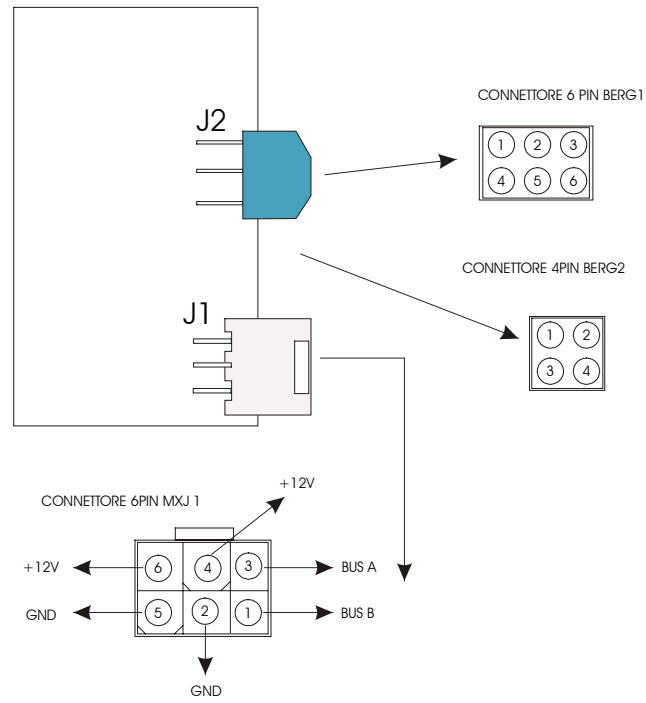 J2
CONNETTORE 6 PIN BERG1
1 2 3
4 5 6
CONNETTORE 4PIN BERG2
1 2
3 4
J1
CONNETTORE 6PIN MXJ 1
+12V
+12V 6 4 3 BUS A
GND 5 2 1 BUS B
GND